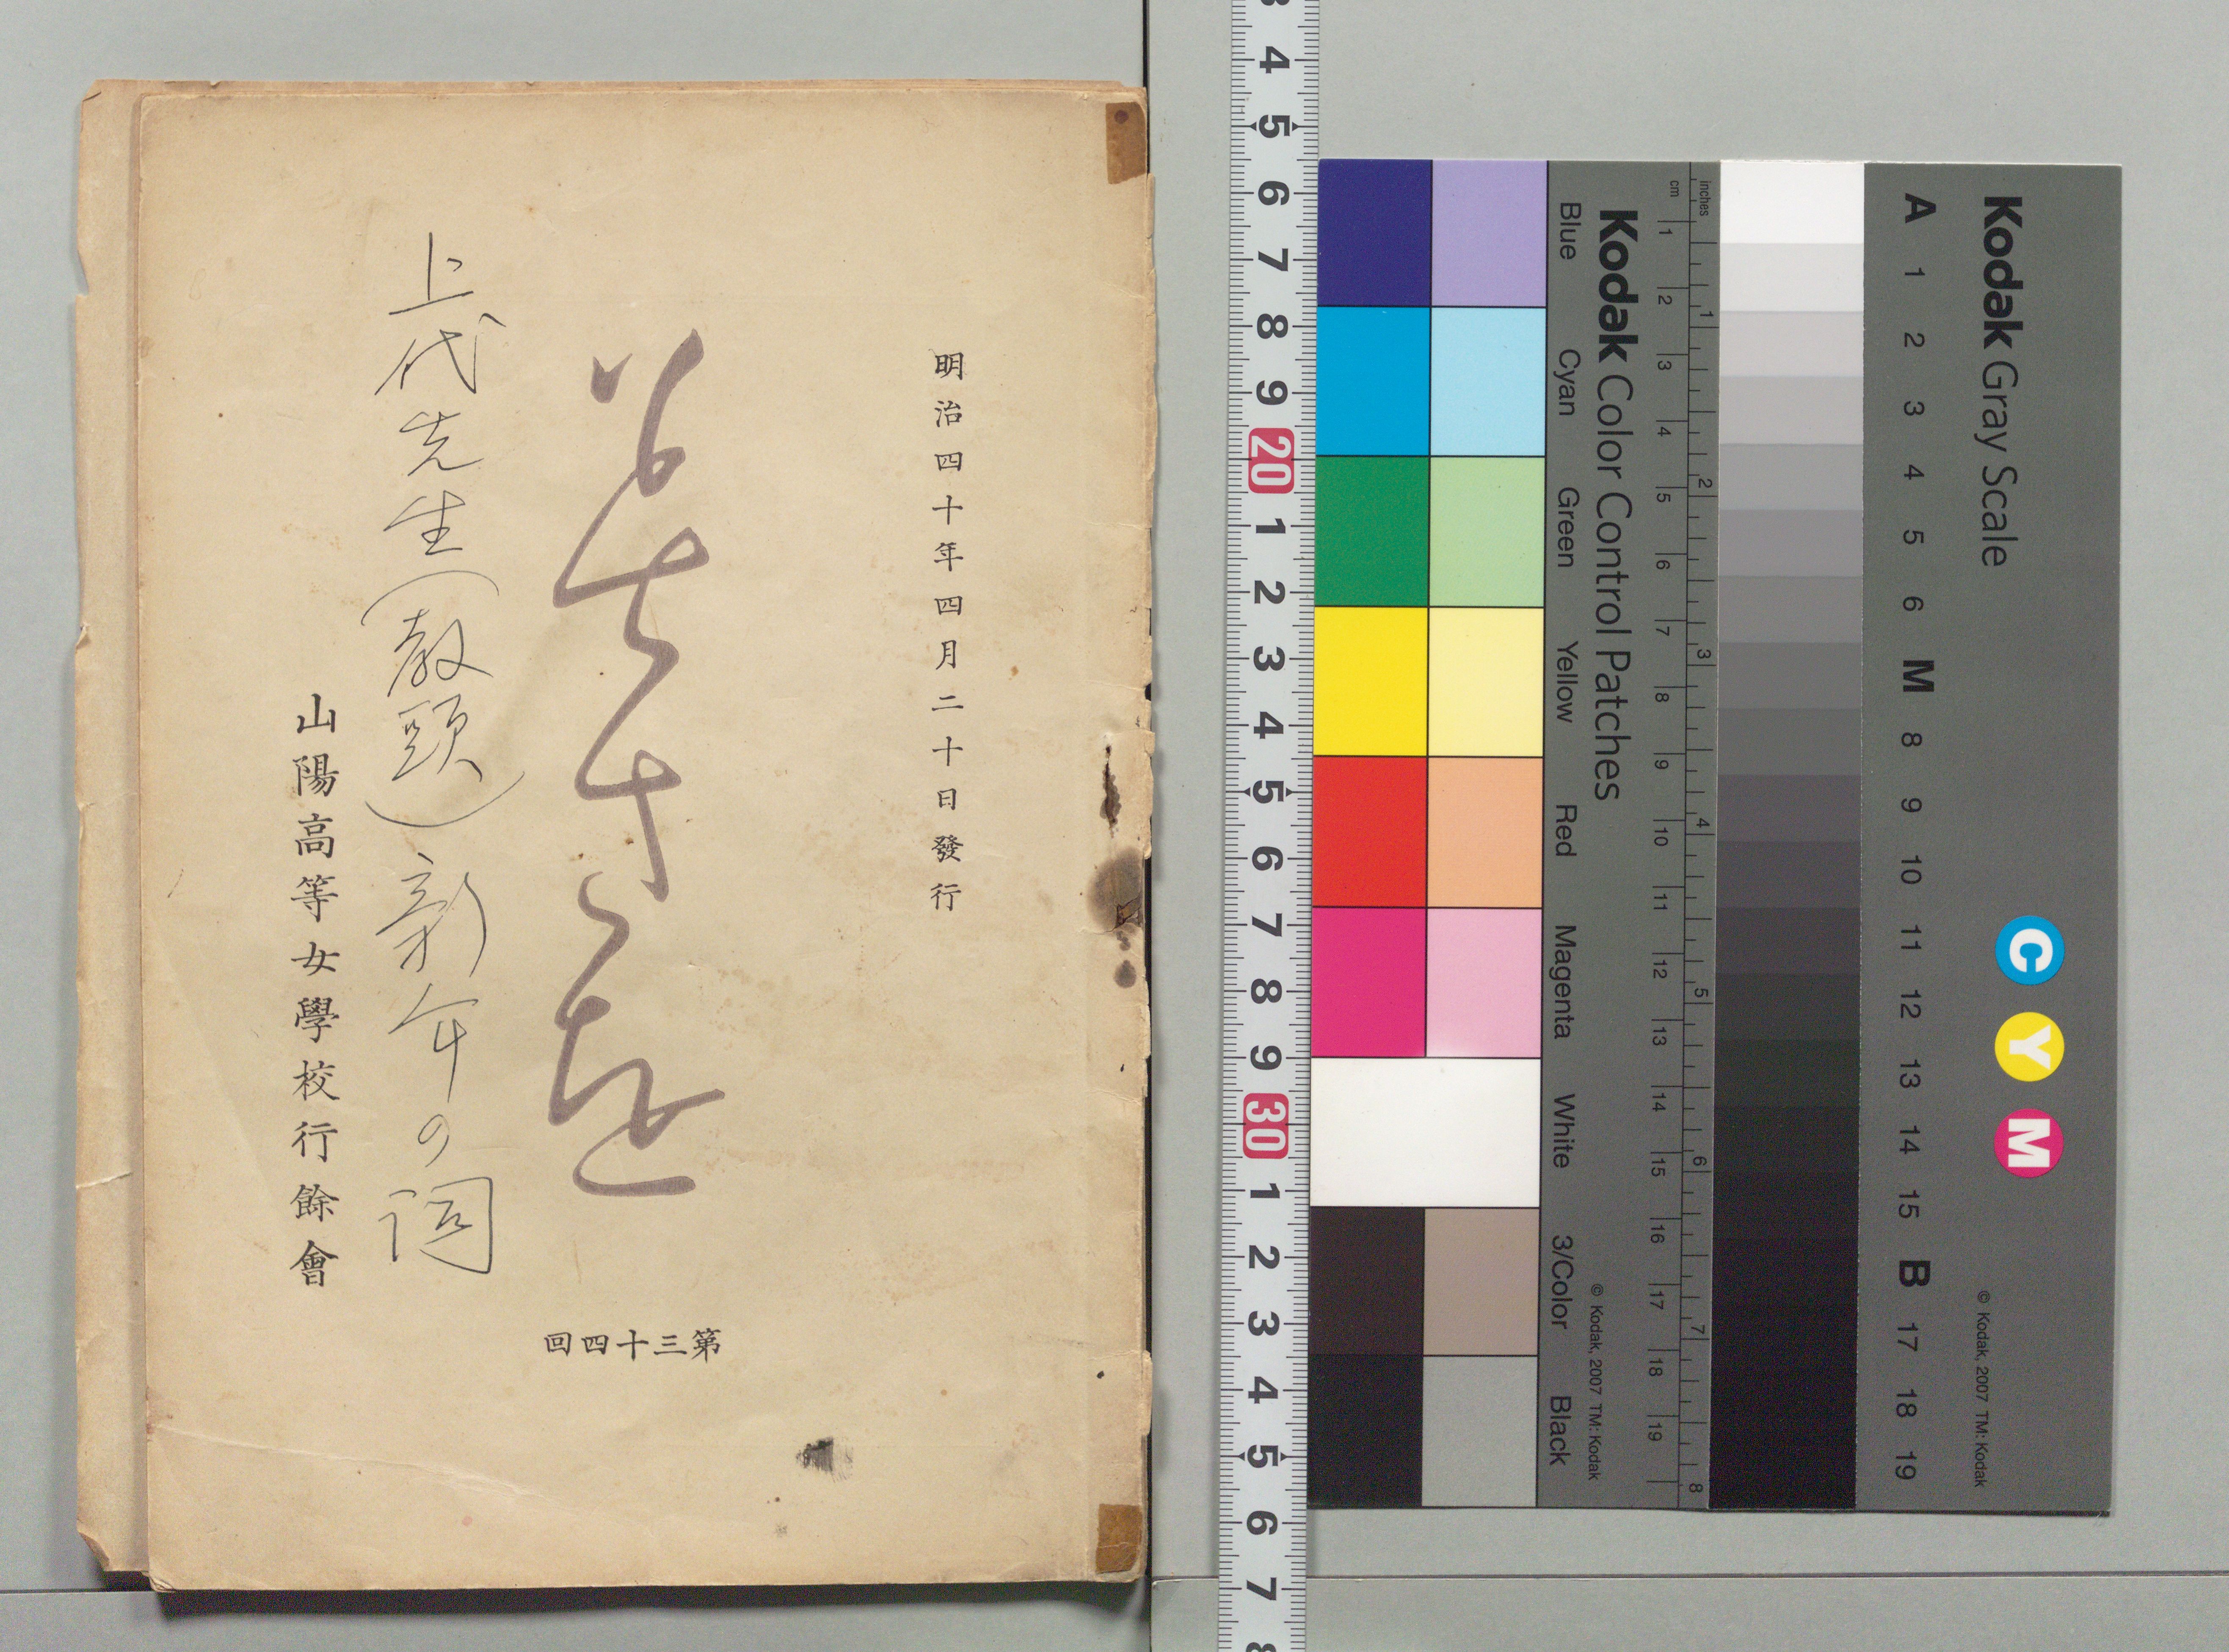 明治四十年四月二十日發行
上代先生(教頭)新年の詞
山陽高等女學校行餘會
第三十四回
3 4 5 6 7 8 9 20 1 2 3 4 5 6 7 8 9 30 1 2 3 4 5 6 7 8
Kodak Gray Scale
C Y M
© Kodak, 2007 TM: Kodak
A 1 2 3 4 5 6 M 8 9 10 11 12 13 14 15 B 17 18 19
inches 1 2 3 4 5 6 7 8
cm 1 2 3 4 5 6 7 8 9 10 11 12 13 14 15 16 17 18 19
Kodak Color Control Patches
© Kodak, 2007 TM: Kodak
Blue Cyan Green Yellow Red Magenta White 3/Color Black